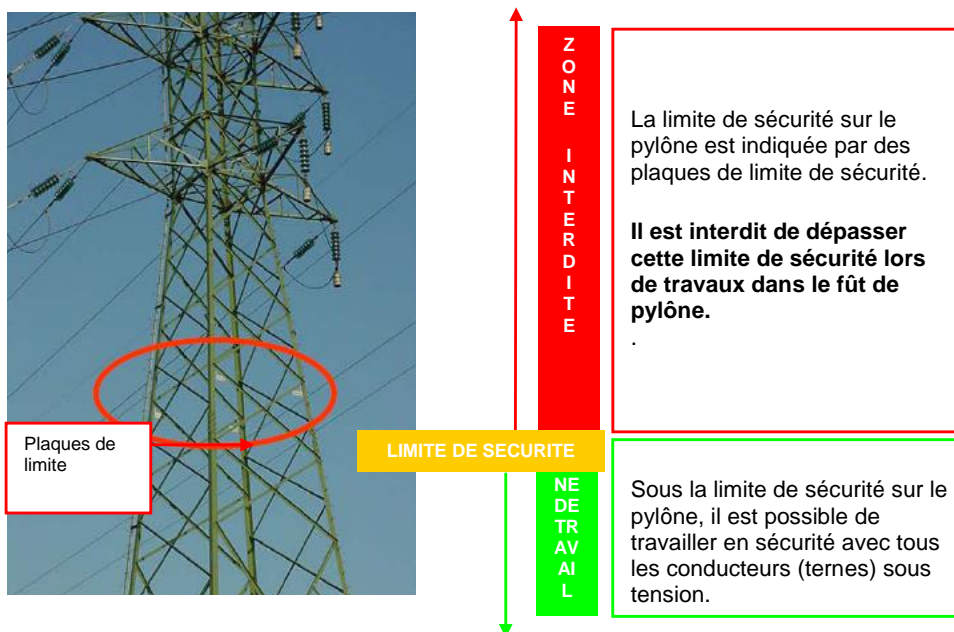 Z
O
N
E
I
N
T
E
R
D
I
T
E
La limite de sécurité sur le
pylône est indiquée par des
plaques de limite de sécurité.
Il est interdit de dépasser
cette limite de sécurité lors
de travaux dans le fût de
pylône.
.
Plaques de
limite
LIMITE DE SECURITE
NE
DE
TR
AV
AI
L
Sous la limite de sécurité sur le
pylône, il est possible de
travailler en sécurité avec tous
les conducteurs (ternes) sous
tension.